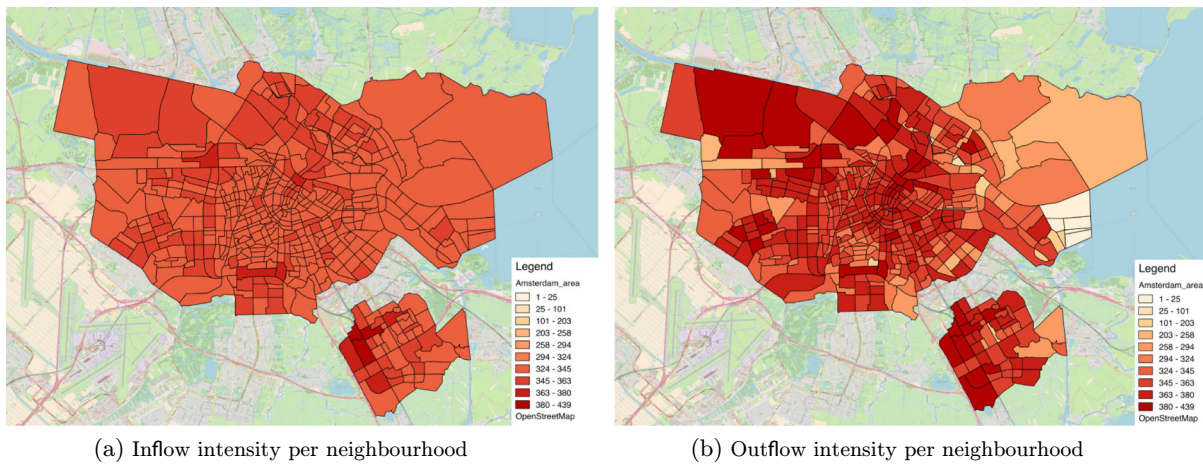 Legend
Amsterdam_area
1 - 25
25 - 101
101 - 203
203 - 258
258 - 294
294 - 324
324 - 345
345 - 363
363 - 380
380 - 439
OpenStreetMap
Legend
Amsterdam_area
1 - 25
25 - 101
101 - 203
203 - 258
258 - 294
294 - 324
324 - 345
345 - 363
363 - 380
380 - 439
OpenStreetMap
(a) Inflow intensity per neighbourhood
(b) Outflow intensity per neighbourhood